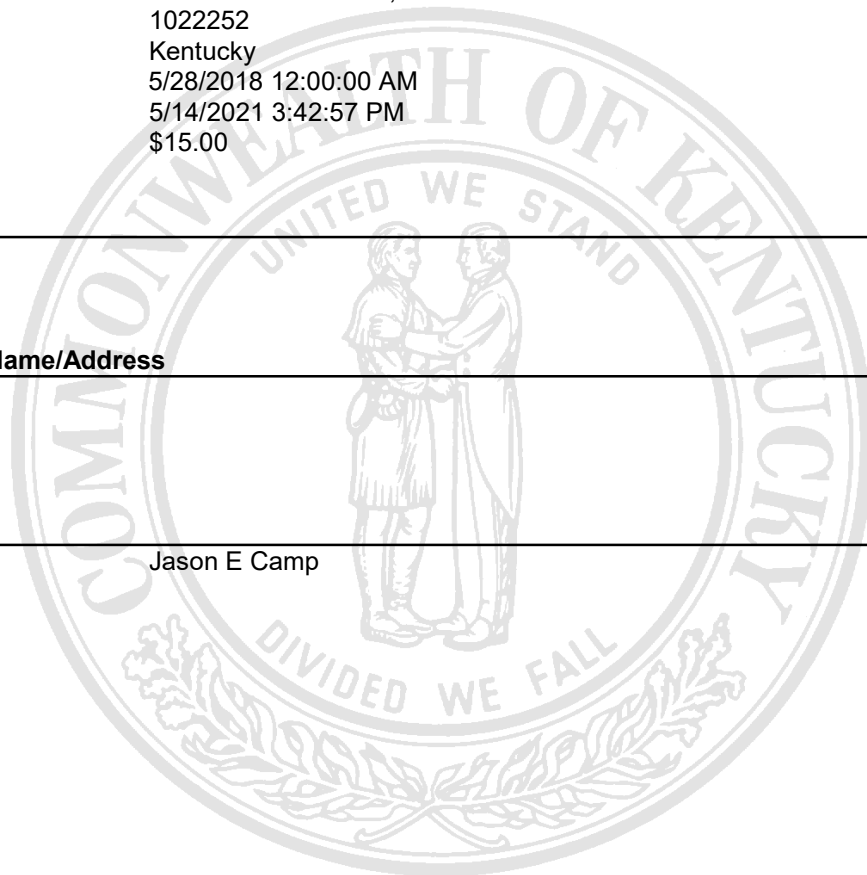 1022252
Kentucky
5/28/2018 12:00:00 AM
5/14/2021 3:42:57 PM
$15.00
COMMONWEALTH OF KENTUCKY
UNITED WE STAND
ame/Address
Jason E Camp
DIVIDED WE FALL